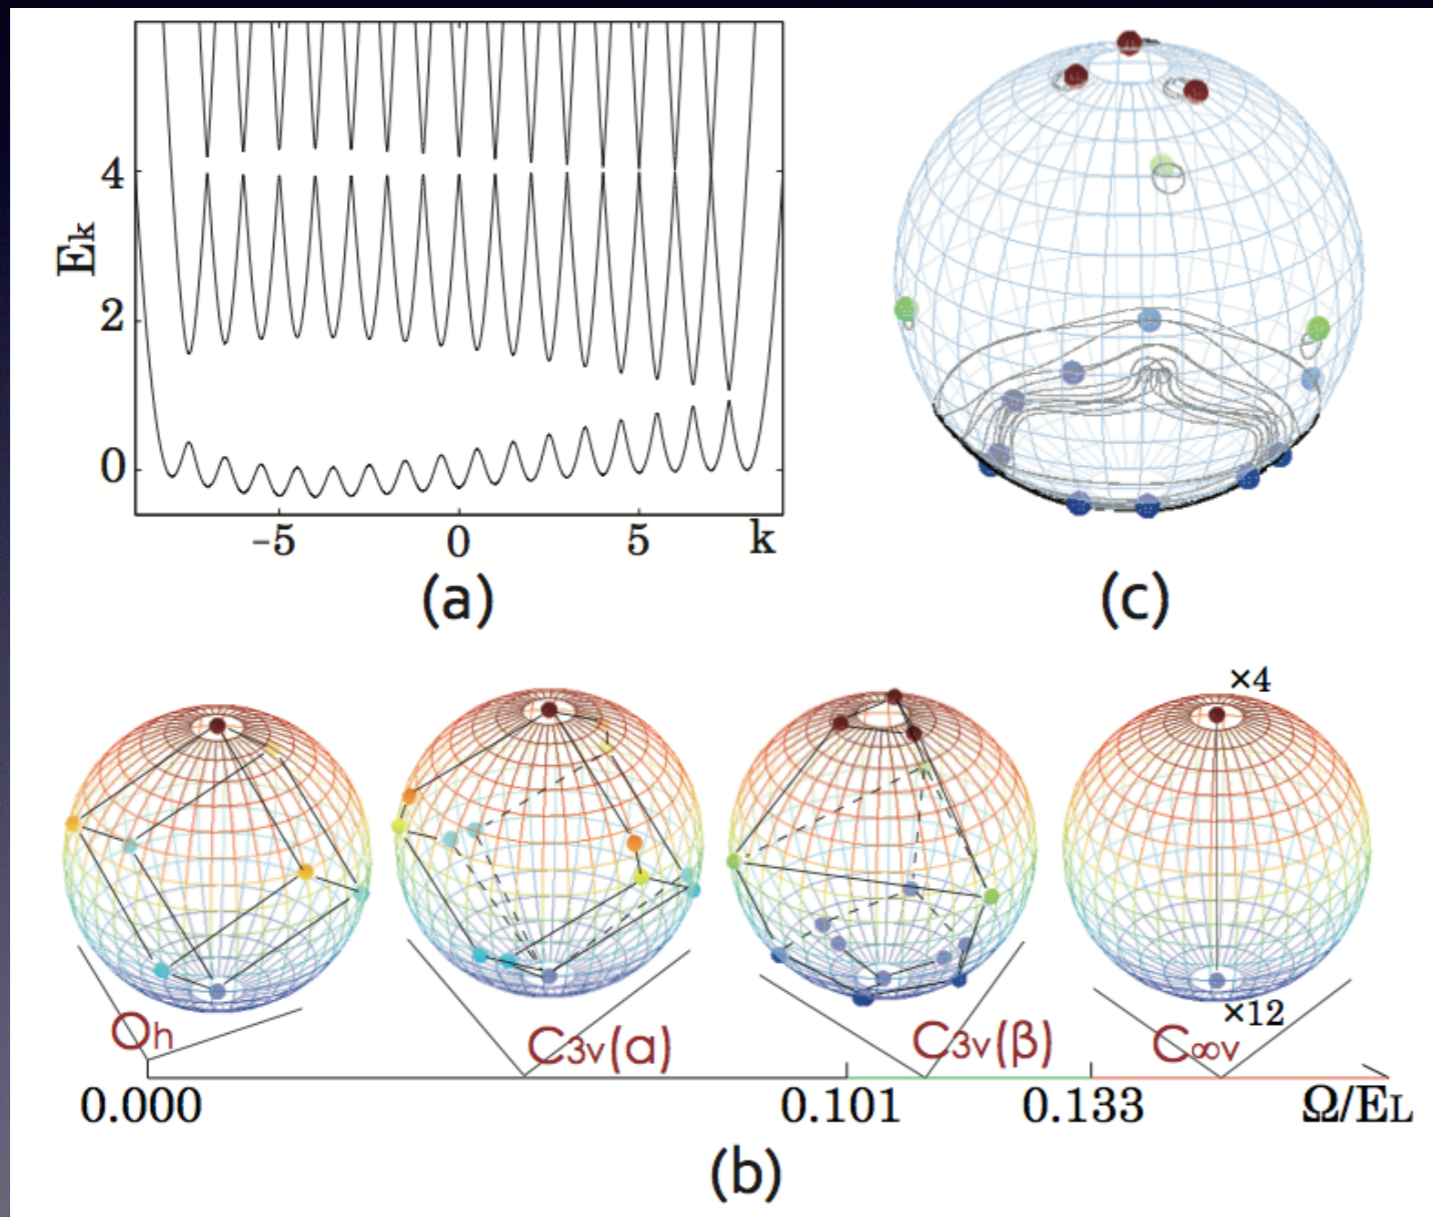 4
2
0
Ek
-5
0
5
k
(a)
(c)
×4
×12
Oh
C3v(α)
C3v(β)
C∞v
0.000
0.101
0.133
Ω/EL
(b)